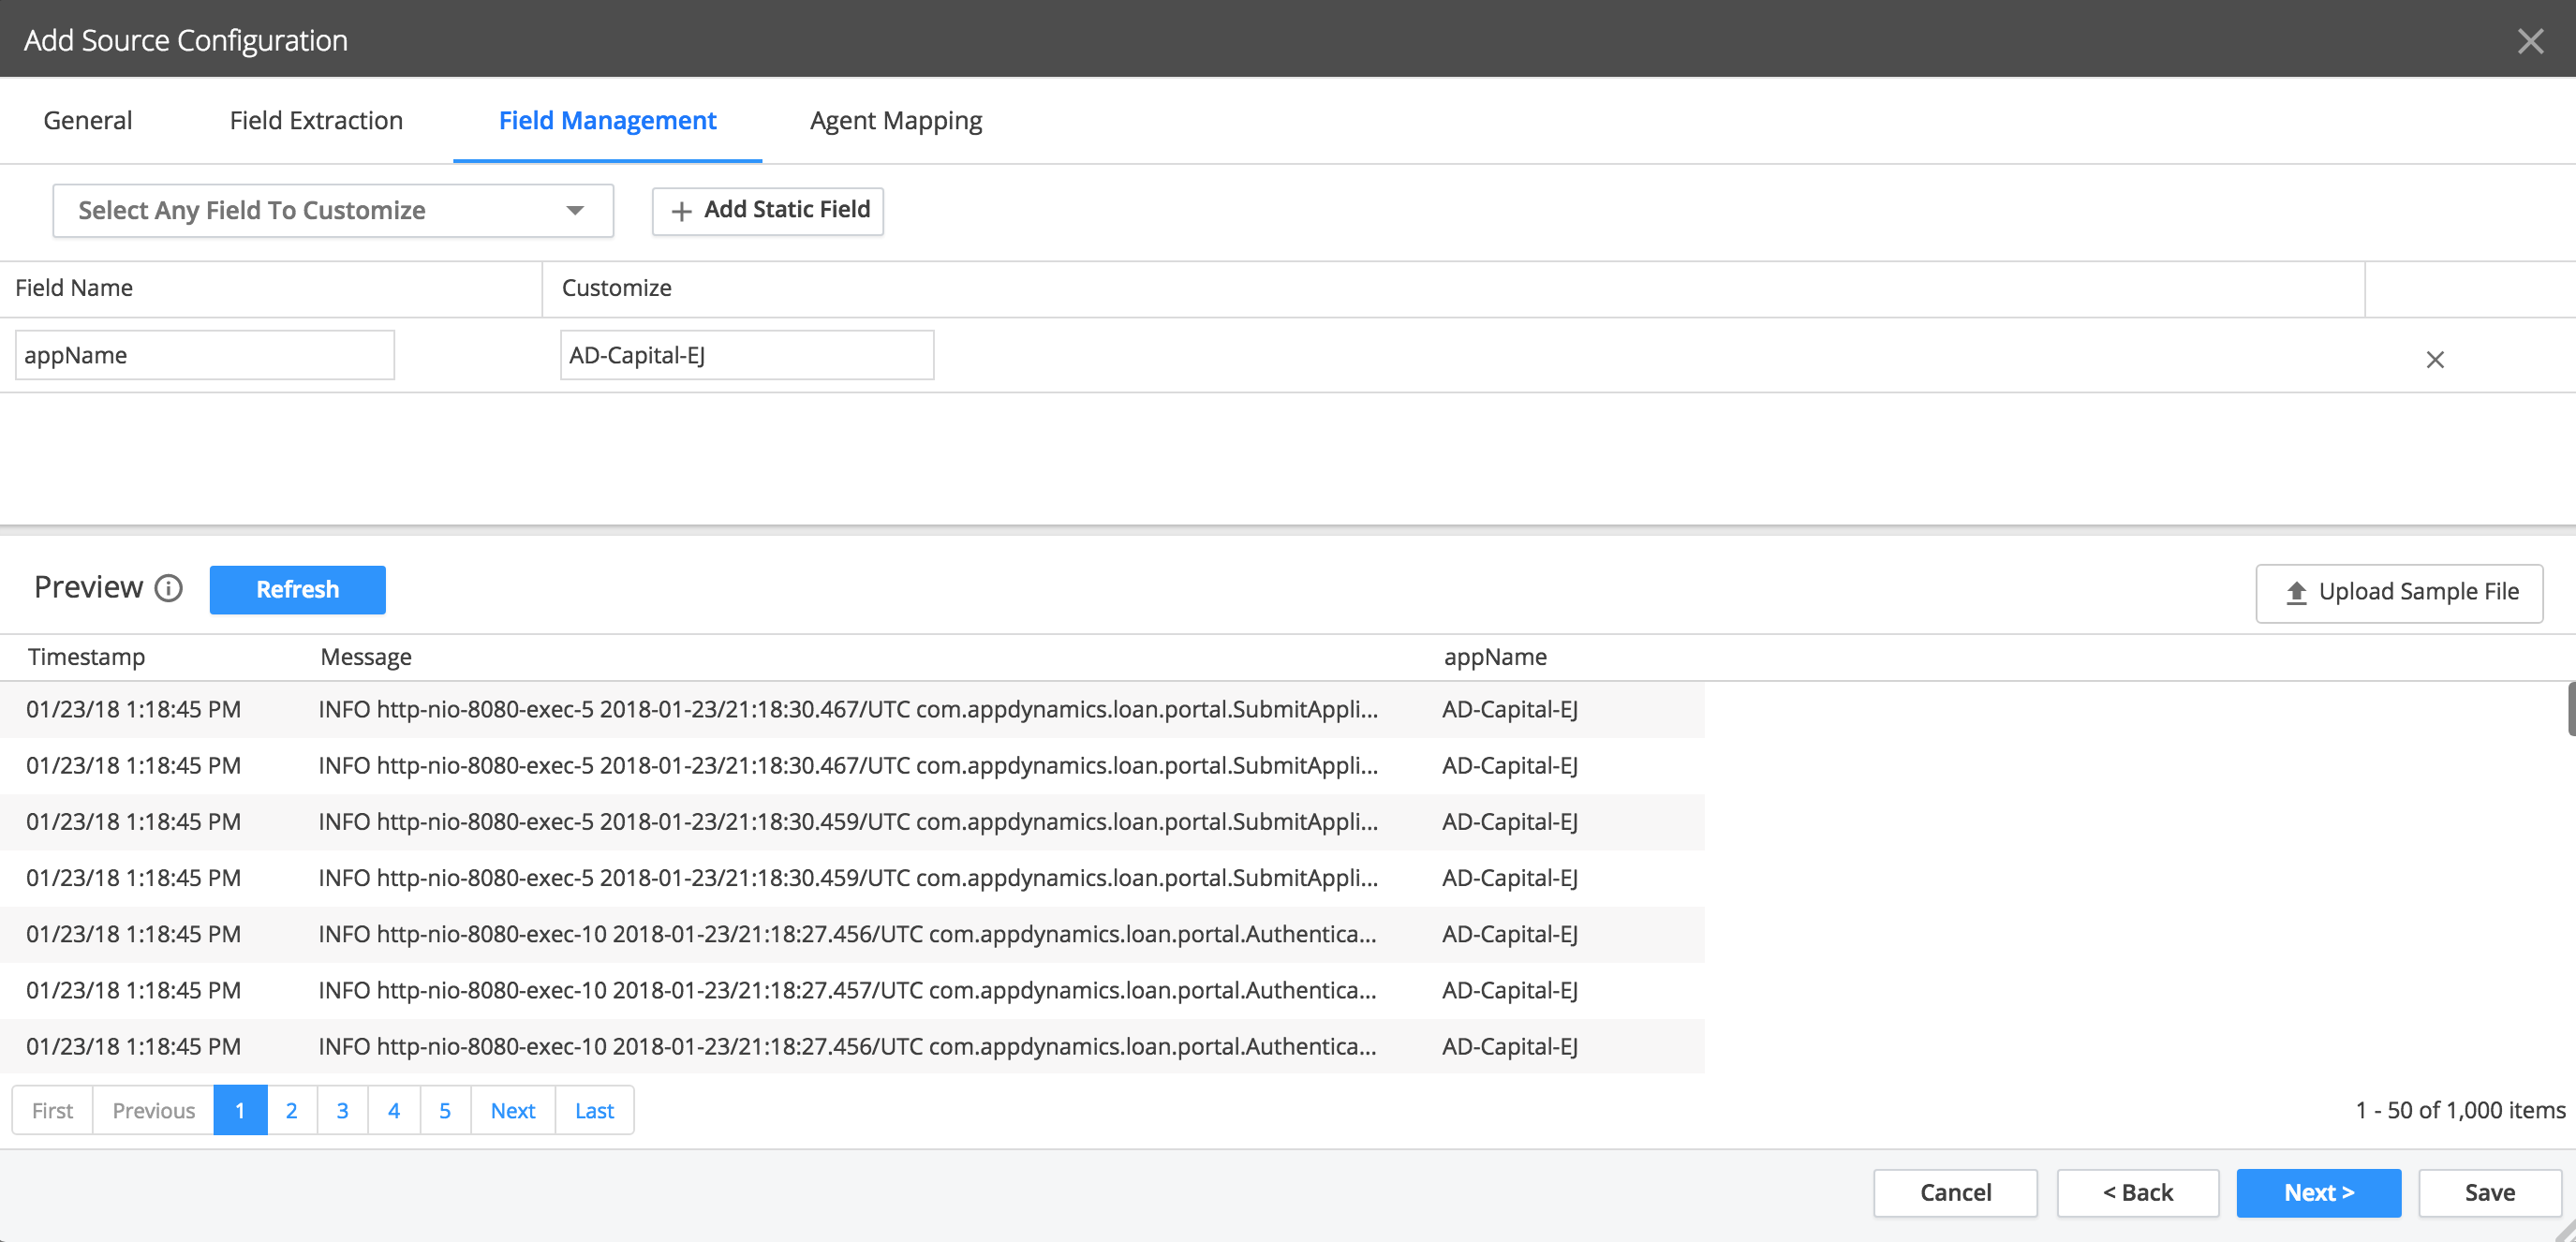 Add Source Configuration
General Field Extraction Field Management Agent Mapping
Select Any Field To Customize + Add Static Field
Field Name Customize
appName AD-Capital-EJ
Preview Refresh Upload Sample File
Timestamp Message appName
01/23/18 1:18:45 PM INFO http-nio-8080-exec-5 2018-01-23/21:18:30.467/UTC com.appdynamics.loan.portal.SubmitAppli... AD-Capital-EJ
01/23/18 1:18:45 PM INFO http-nio-8080-exec-5 2018-01-23/21:18:30.467/UTC com.appdynamics.loan.portal.SubmitAppli... AD-Capital-EJ
01/23/18 1:18:45 PM INFO http-nio-8080-exec-5 2018-01-23/21:18:30.459/UTC com.appdynamics.loan.portal.SubmitAppli... AD-Capital-EJ
01/23/18 1:18:45 PM INFO http-nio-8080-exec-5 2018-01-23/21:18:30.459/UTC com.appdynamics.loan.portal.SubmitAppli... AD-Capital-EJ
01/23/18 1:18:45 PM INFO http-nio-8080-exec-10 2018-01-23/21:18:27.456/UTC com.appdynamics.loan.portal.Authentica... AD-Capital-EJ
01/23/18 1:18:45 PM INFO http-nio-8080-exec-10 2018-01-23/21:18:27.457/UTC com.appdynamics.loan.portal.Authentica... AD-Capital-EJ
01/23/18 1:18:45 PM INFO http-nio-8080-exec-10 2018-01-23/21:18:27.456/UTC com.appdynamics.loan.portal.Authentica... AD-Capital-EJ
First Previous 1 2 3 4 5 Next Last 1 - 50 of 1,000 items
Cancel < Back Next > Save